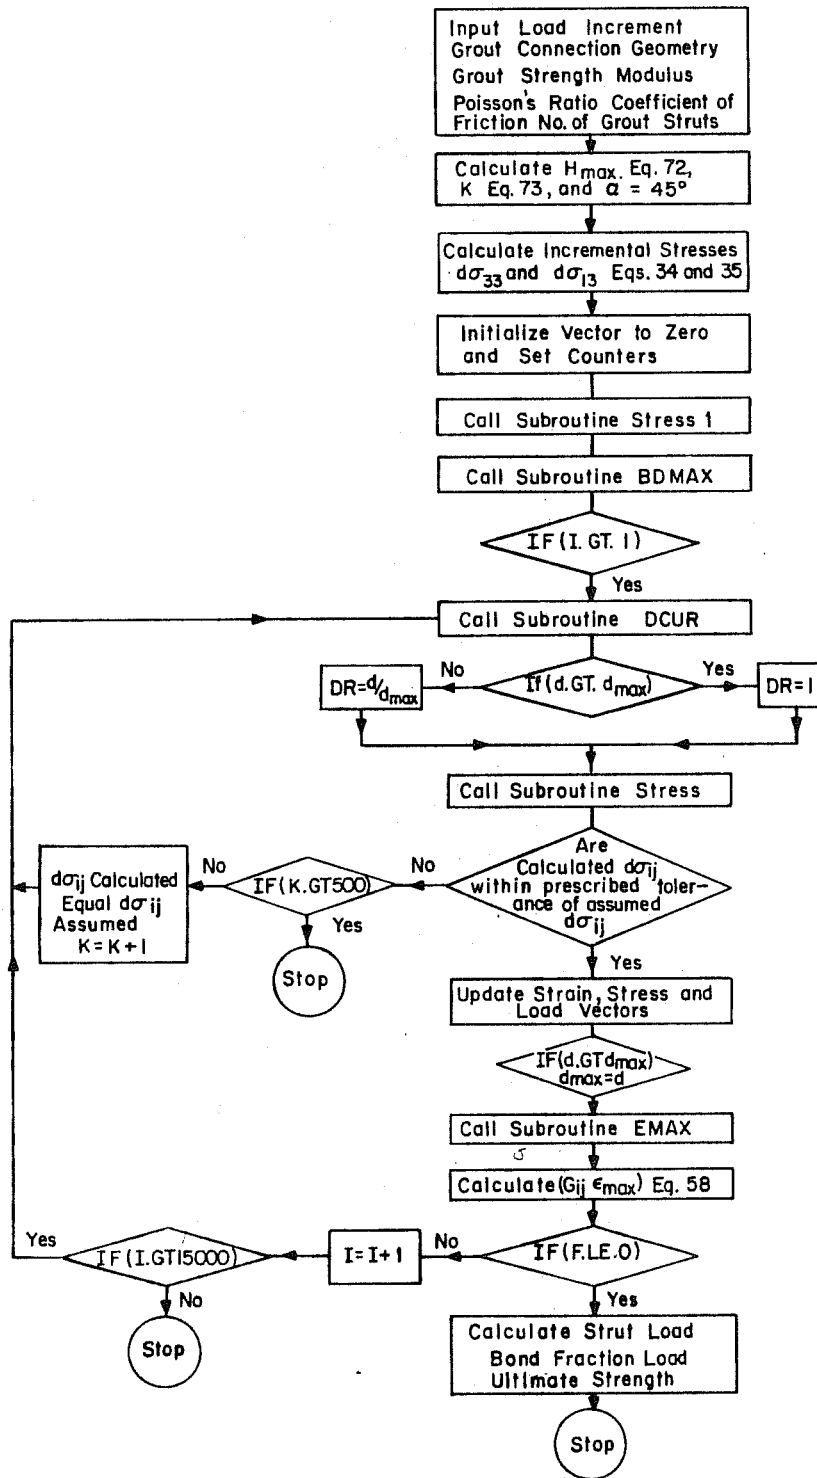 Input Load Increment
Grout Connection Geometry
Grout Strength Modulus
Poisson's Ratio Coefficient of
Friction No. of Grout Struts
Calculate Hmax. Eq. 72,
K Eq. 73, and α = 45°
Calculate Incremental Stresses
dσ33 and dσ13 Eqs. 34 and 35
Initialize Vector to Zero
and Set Counters
Call Subroutine Stress 1
Call Subroutine BDMAX
IF (I. GT. 1)
Yes
Call Subroutine DCUR
No
Yes
DR=d/dmax
If (d.GT. dmax)
DR=1
Call Subroutine Stress
Are
Calculated dσij
within prescribed toler-
ance of assumed
dσij
No
IF(K.GT500)
No
dσij Calculated
Equal dσij
Assumed
K=K+1
Yes
Stop
Yes
Update Strain, Stress and
Load Vectors
IF(d.GTdmax)
dmax=d
Call Subroutine EMAX
Calculate(Gij ϵmax) Eq. 58
IF(F.LE.O)
No
I=I+1
IF(I.GT15000)
Yes
No
Stop
Yes
Calculate Strut Load
Bond Fraction Load
Ultimate Strength
Stop